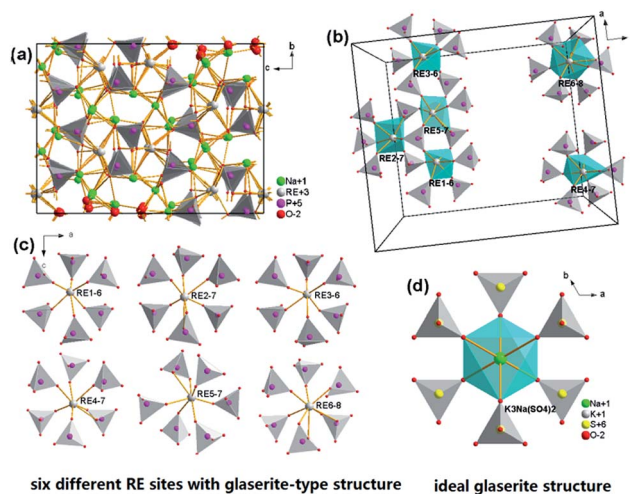 (a)
b
c
Na+1
RE+3
P+5
O-2
(b)
a
RE3-6
RE6-8
RE5-7
RE2-7
RE1-6
RE4-7
(c)
a
c
RE1-6
RE2-7
RE3-6
RE4-7
RE5-7
RE6-8
(d)
b
a
K3Na(SO4)2
Na+1
K+1
S+6
O-2
six different RE sites with glaserite-type structure
ideal glaserite structure